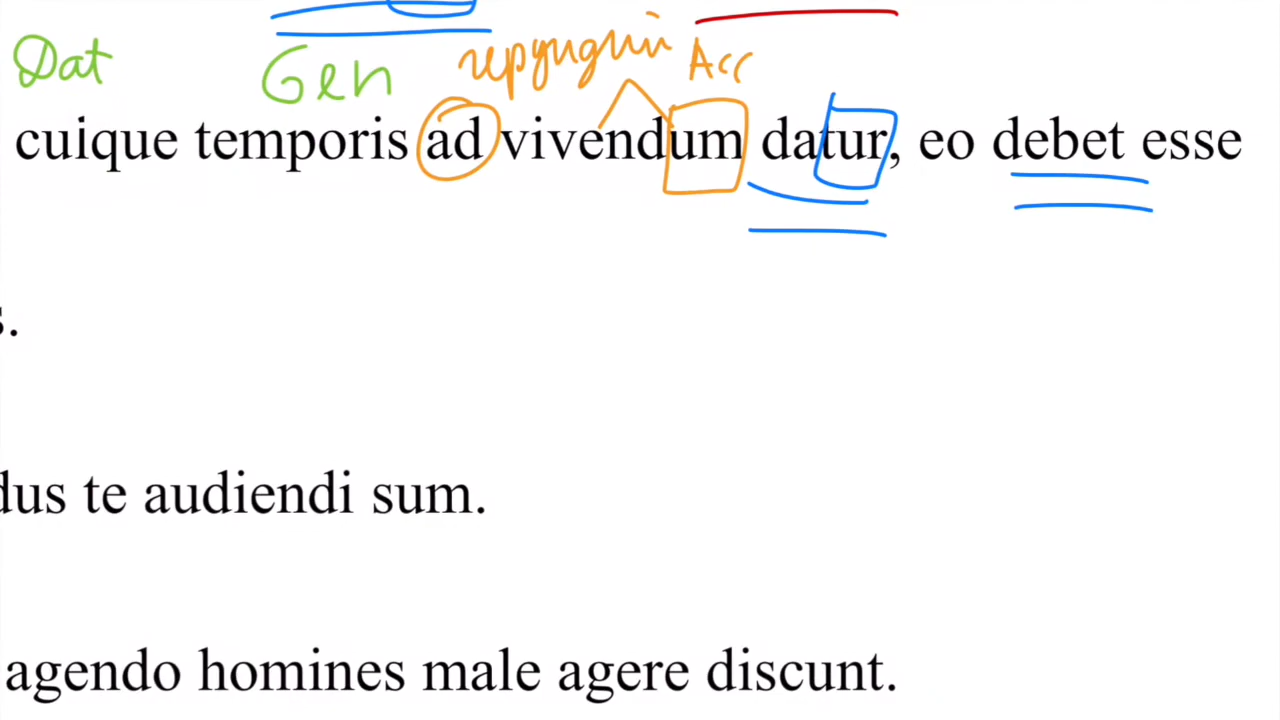 Dat Gen герундий Acc
cuique temporis ad vivendum datur, eo debet esse
s.
dus te audiendi sum.
agendo homines male agere discunt.